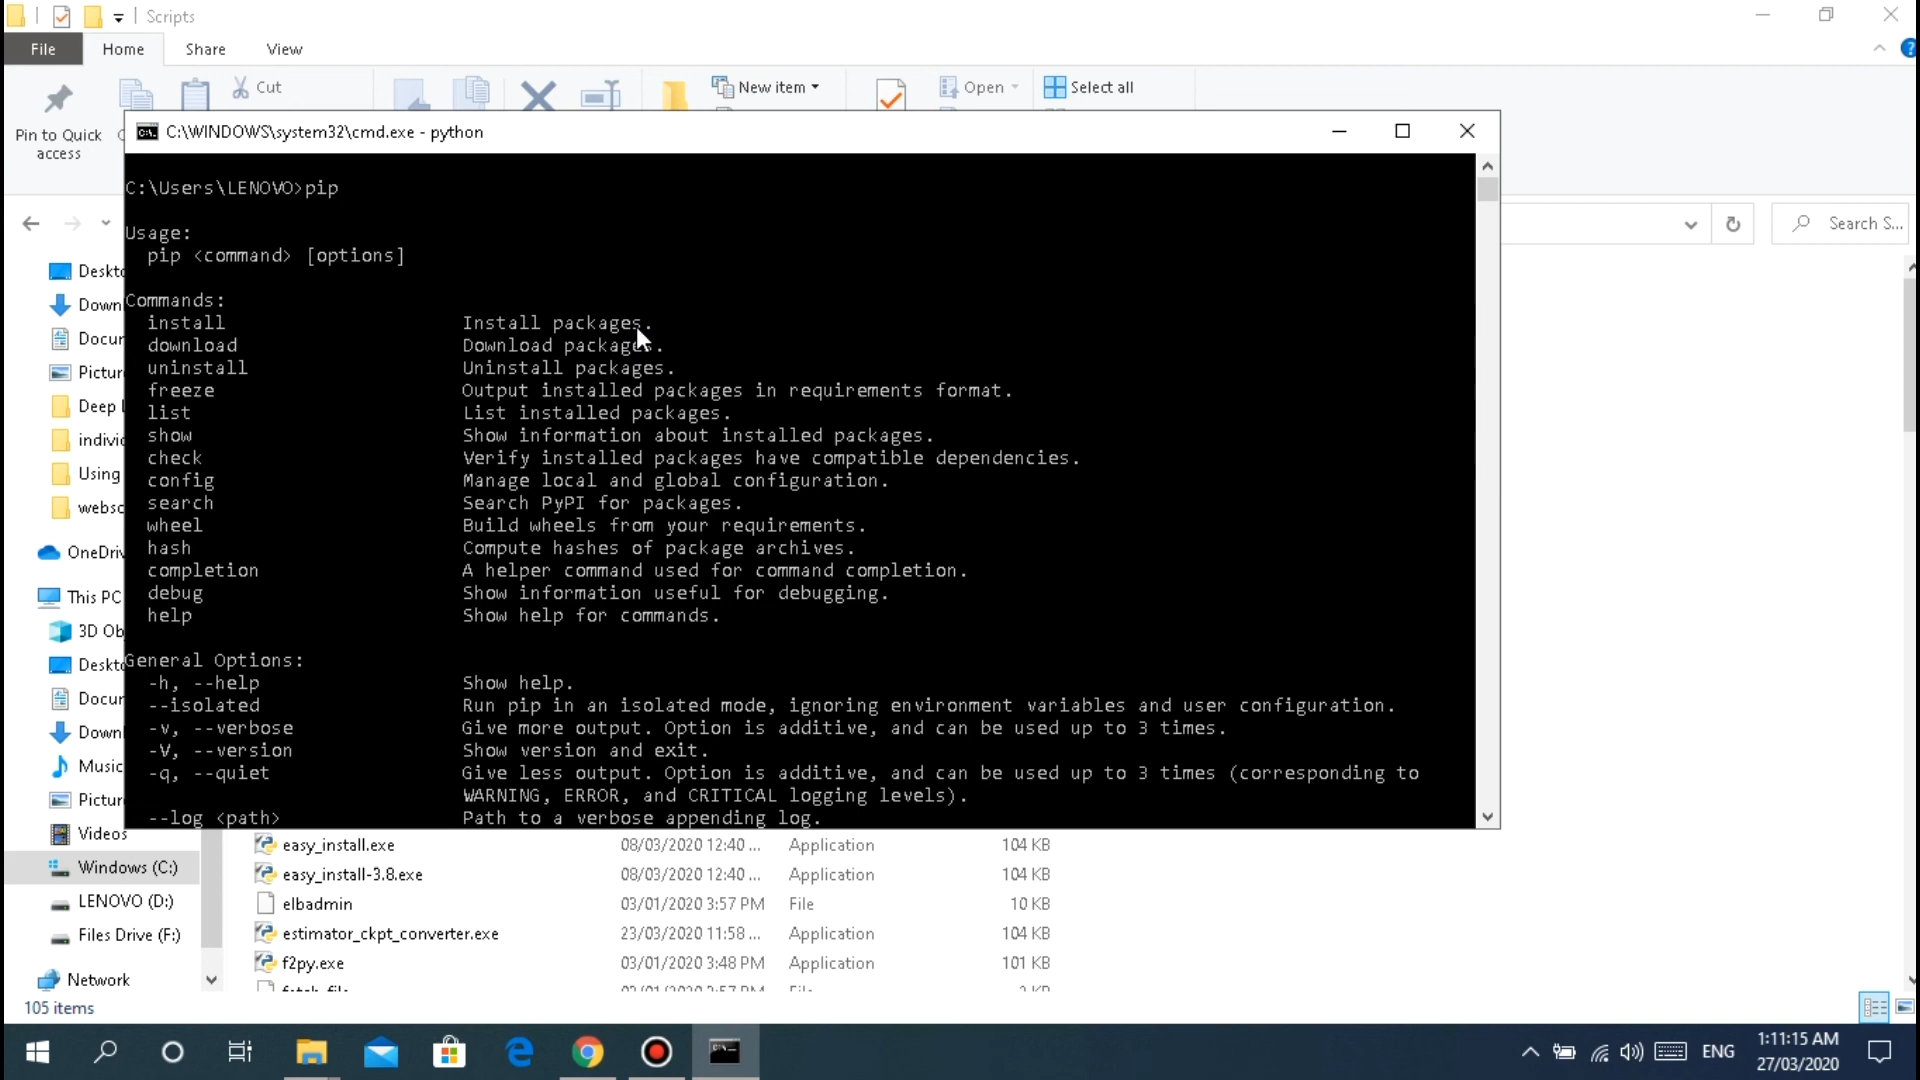 Scripts
File Home Share View
Pin to Quick access
Cut
New item
Open
Select all
C:\WINDOWS\system32\cmd.exe - python
C:\Users\LENOVO>pip
Usage:
pip <command> [options]
Commands:
install Install packages.
download Download packages.
uninstall Uninstall packages.
freeze Output installed packages in requirements format.
list List installed packages.
show Show information about installed packages.
check Verify installed packages have compatible dependencies.
config Manage local and global configuration.
search Search PyPI for packages.
wheel Build wheels from your requirements.
hash Compute hashes of package archives.
completion A helper command used for command completion.
debug Show information useful for debugging.
help Show help for commands.
General Options:
-h, --help Show help.
--isolated Run pip in an isolated mode, ignoring environment variables and user configuration.
-v, --verbose Give more output. Option is additive, and can be used up to 3 times.
-V, --version Show version and exit.
-q, --quiet Give less output. Option is additive, and can be used up to 3 times (corresponding to
WARNING, ERROR, and CRITICAL logging levels).
--log <path> Path to a verbose appending log.
Search S...
Deskto
Down
Docur
Pictur
Deep
indivi
Using
websc
OneDriv
This PC
3D Ob
Deskto
Docur
Down
Music
Pictur
Videos
Windows (C:)
LENOVO (D:)
Files Drive (F:)
Network
easy_install.exe 08/03/2020 12:40 ... Application 104 KB
easy_install-3.8.exe 08/03/2020 12:40 ... Application 104 KB
elbadmin 03/01/2020 3:57 PM File 10 KB
estimator_ckpt_converter.exe 23/03/2020 11:58 ... Application 104 KB
f2py.exe 03/01/2020 3:48 PM Application 101 KB
105 items
ENG
1:11:15 AM
27/03/2020